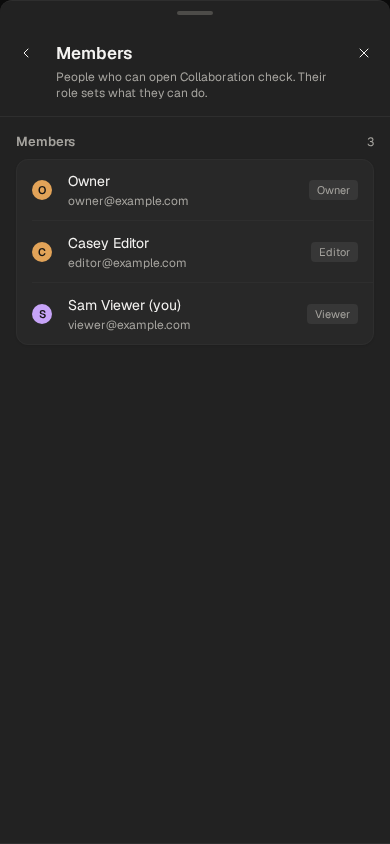 Members
People who can open Collaboration check. Their
role sets what they can do.
Members 3
O Owner Owner
owner@example.com
C Casey Editor Editor
editor@example.com
S Sam Viewer (you) Viewer
viewer@example.com